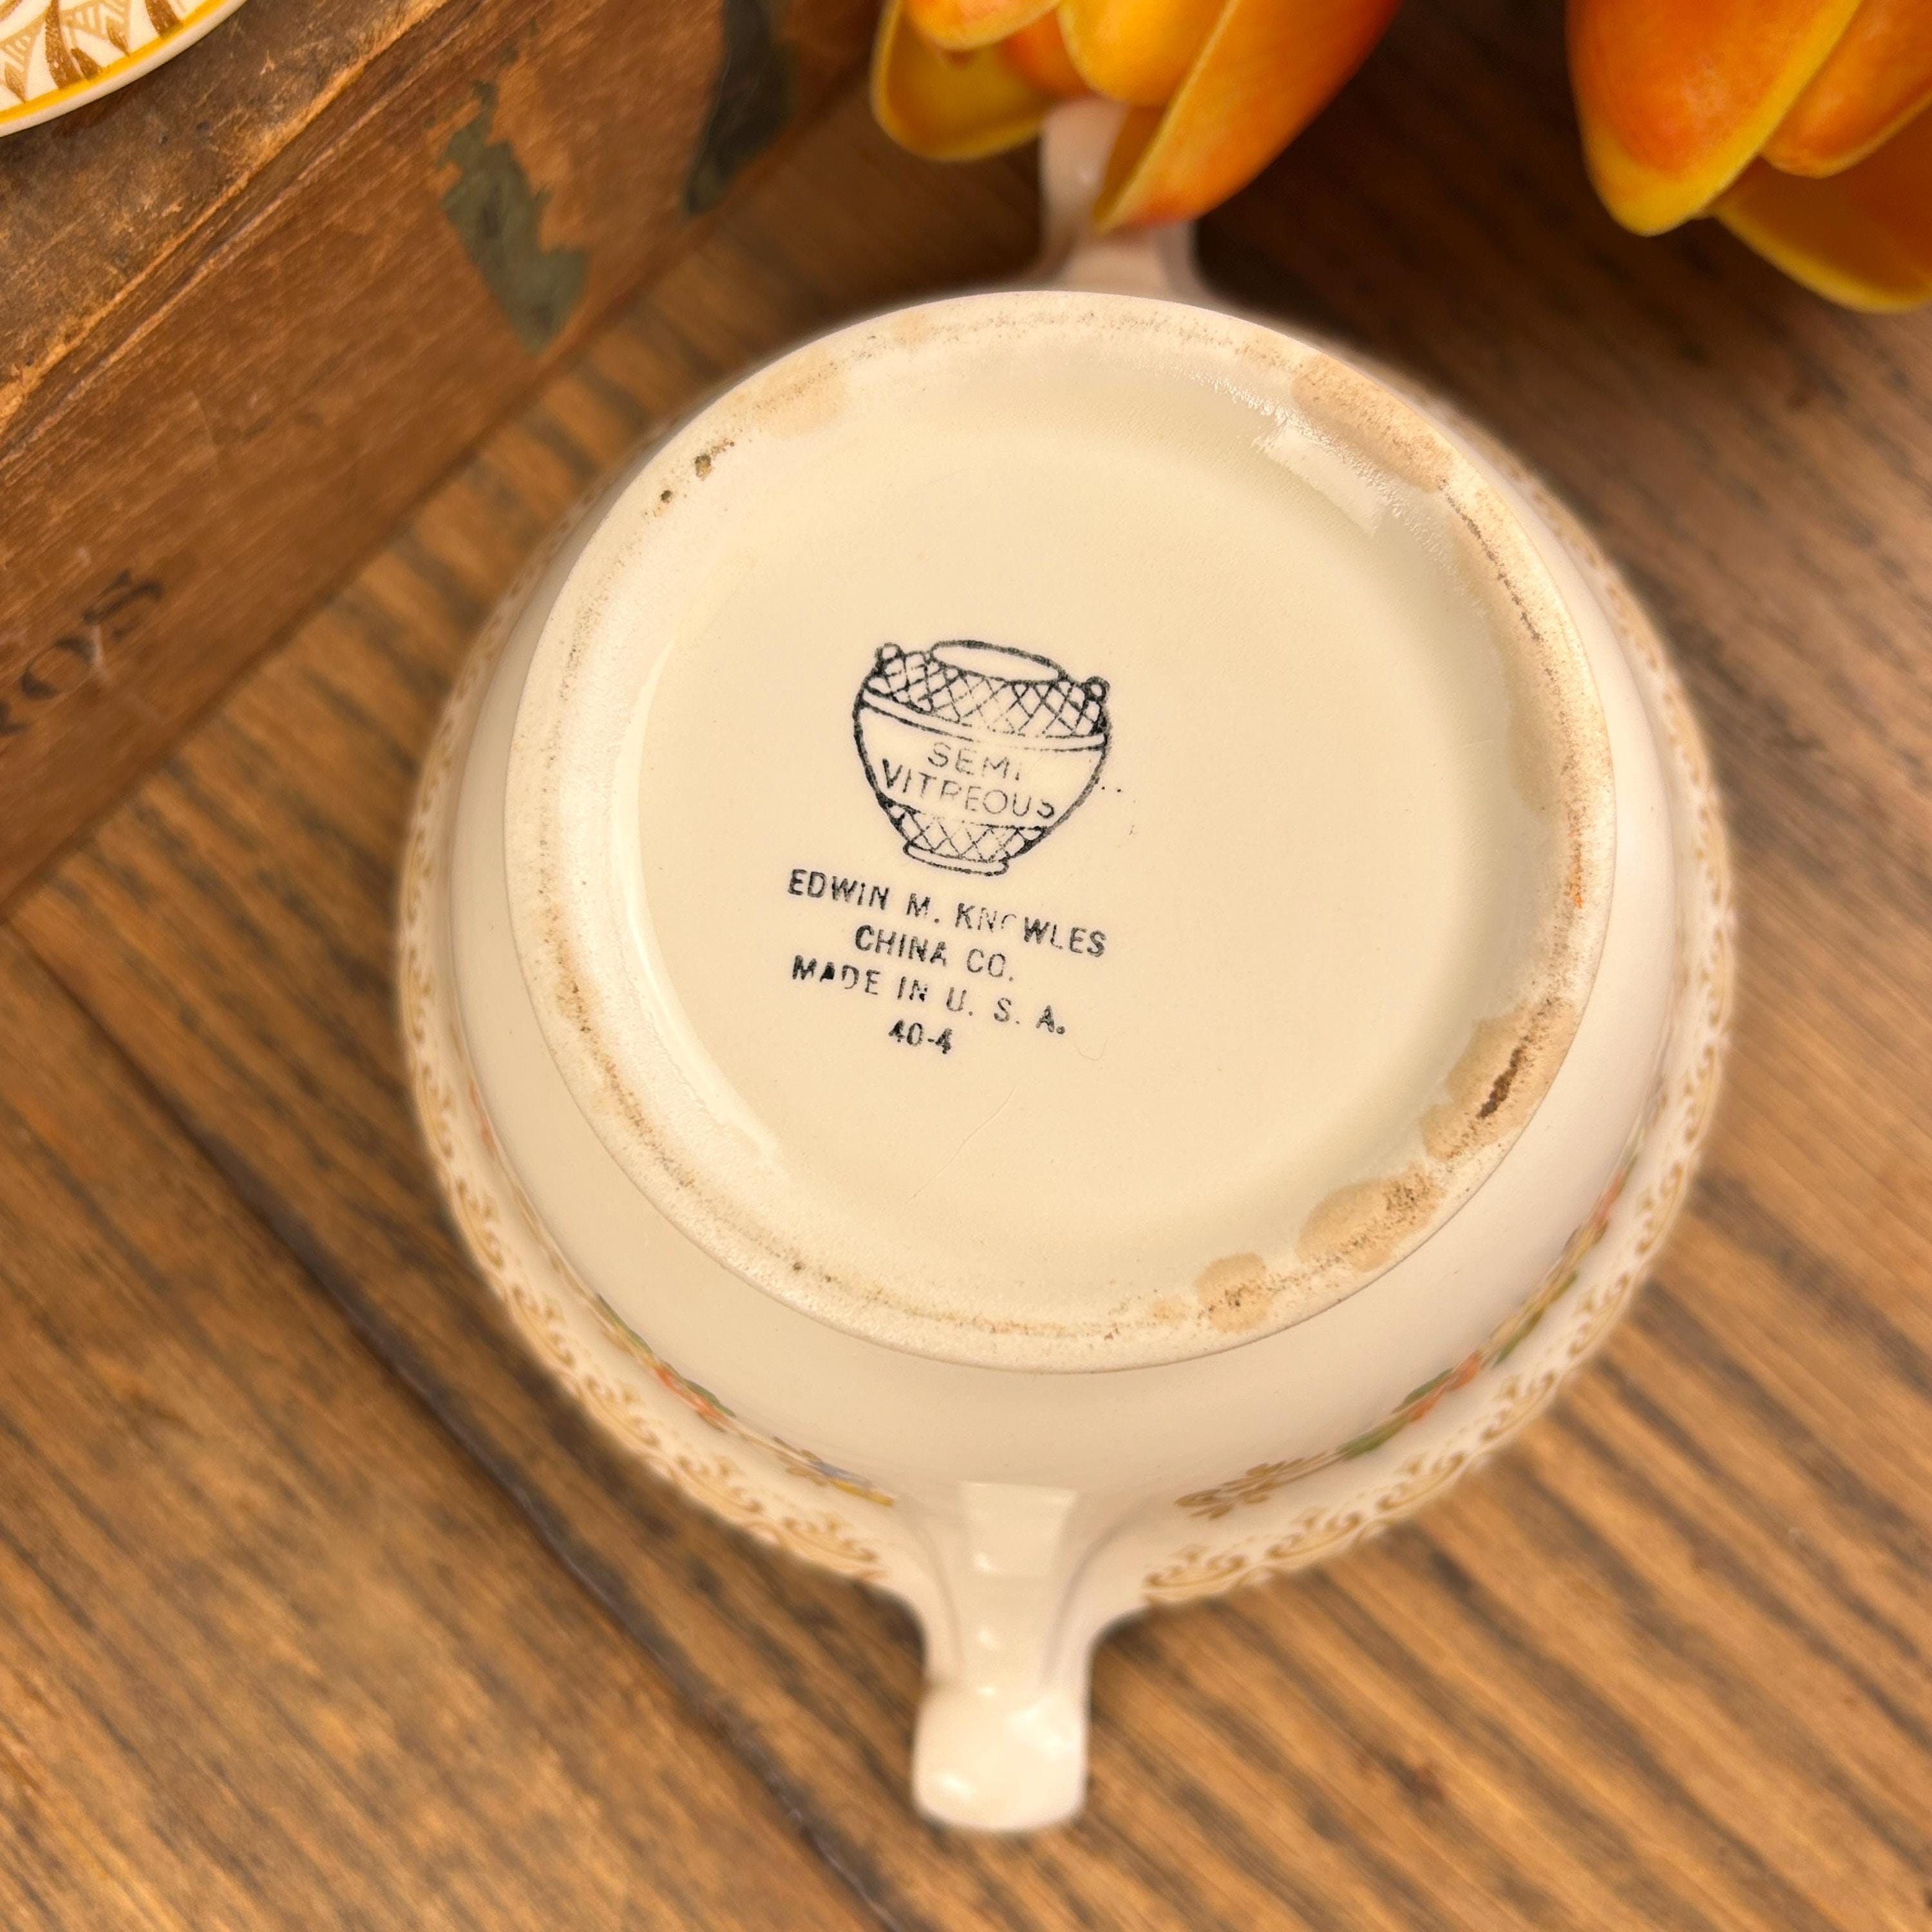 SEMI
VITREOUS
EDWIN M. KNOWLES
CHINA CO.
MADE IN U. S. A.
40-4